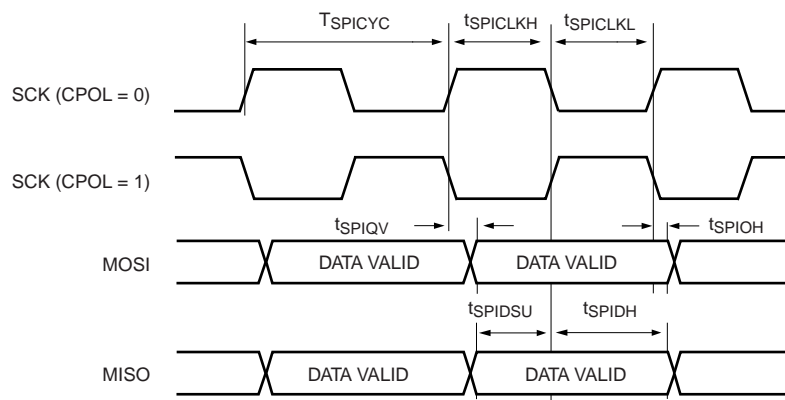 TSPICYC tSPICLKH tSPICLKL
SCK (CPOL = 0)
SCK (CPOL = 1)
tSPIQV tSPIOH
MOSI DATA VALID DATA VALID
tSPIDSU tSPIDH
MISO DATA VALID DATA VALID